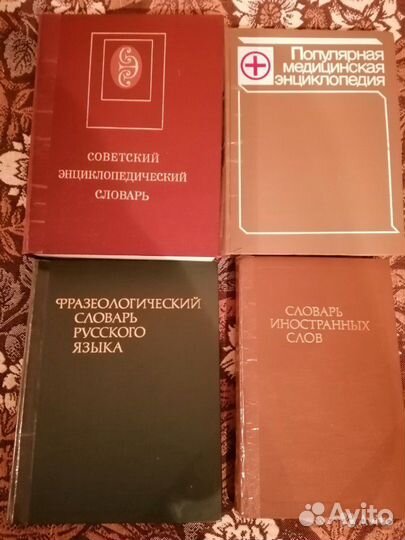 СОВЕТСКИЙ
ЭНЦИКЛОПЕДИЧЕСКИЙ
СЛОВАРЬ
Популярная
медицинская
энциклопедия
ФРАЗЕОЛОГИЧЕСКИЙ
СЛОВАРЬ
РУССКОГО
ЯЗЫКА
СЛОВАРЬ
ИНОСТРАННЫХ
СЛОВ
Avito